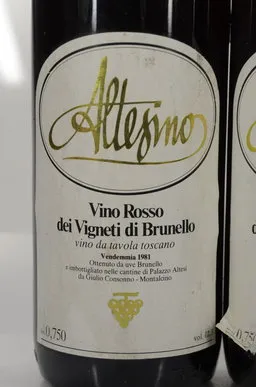 Altesino
Vino Rosso
dei Vigneti di Brunello
vino da tavola toscano
Vendemmia 1981
Ottenuto da uve Brunello
e imbottigliato nelle cantine di Palazzo Altesi
da Giulio Consonno - Montalcino
0,750
vol.